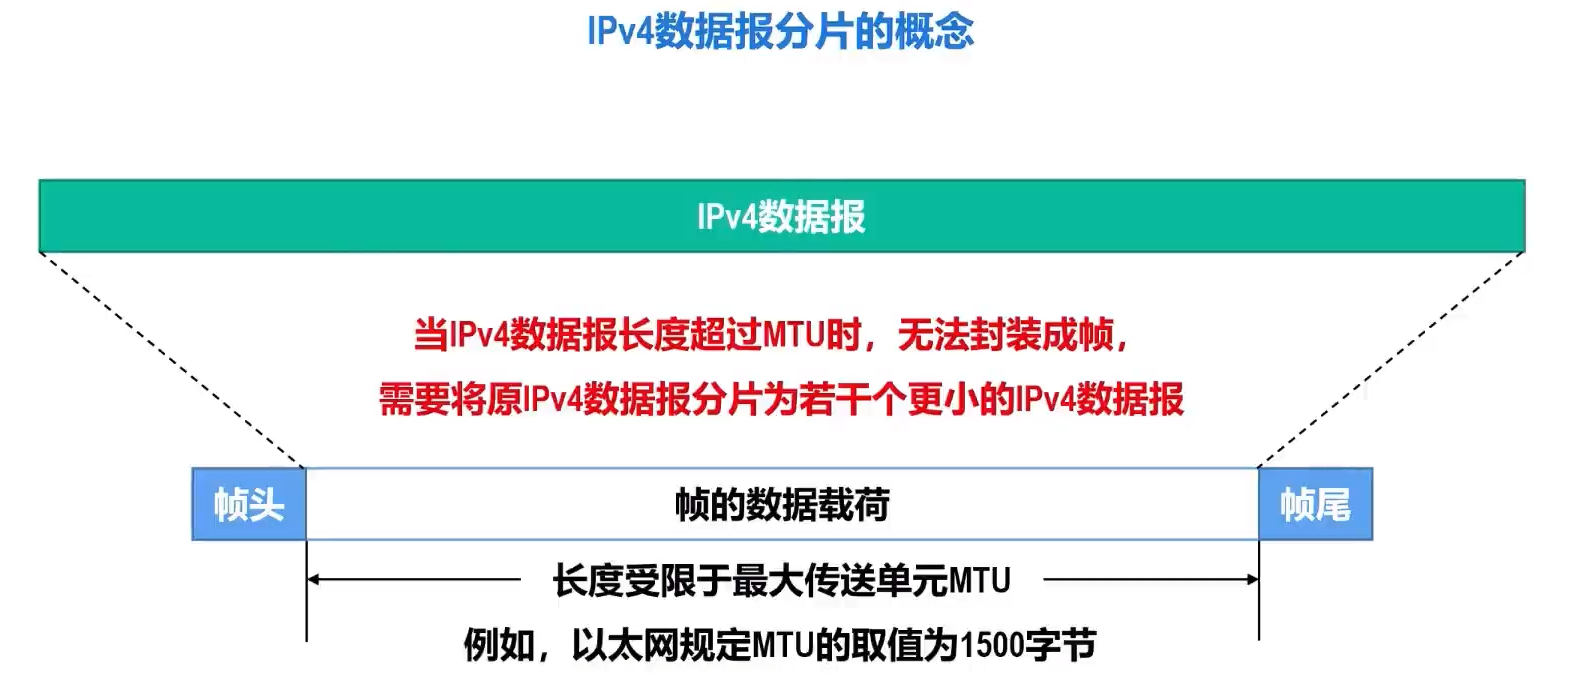 IPv4数据报分片的概念
IPv4数据报
当IPv4数据报长度超过MTU时，无法封装成帧，
需要将原IPv4数据报分片为若干个更小的IPv4数据报
帧头
帧的数据载荷
帧尾
长度受限于最大传送单元MTU
例如，以太网规定MTU的取值为1500字节